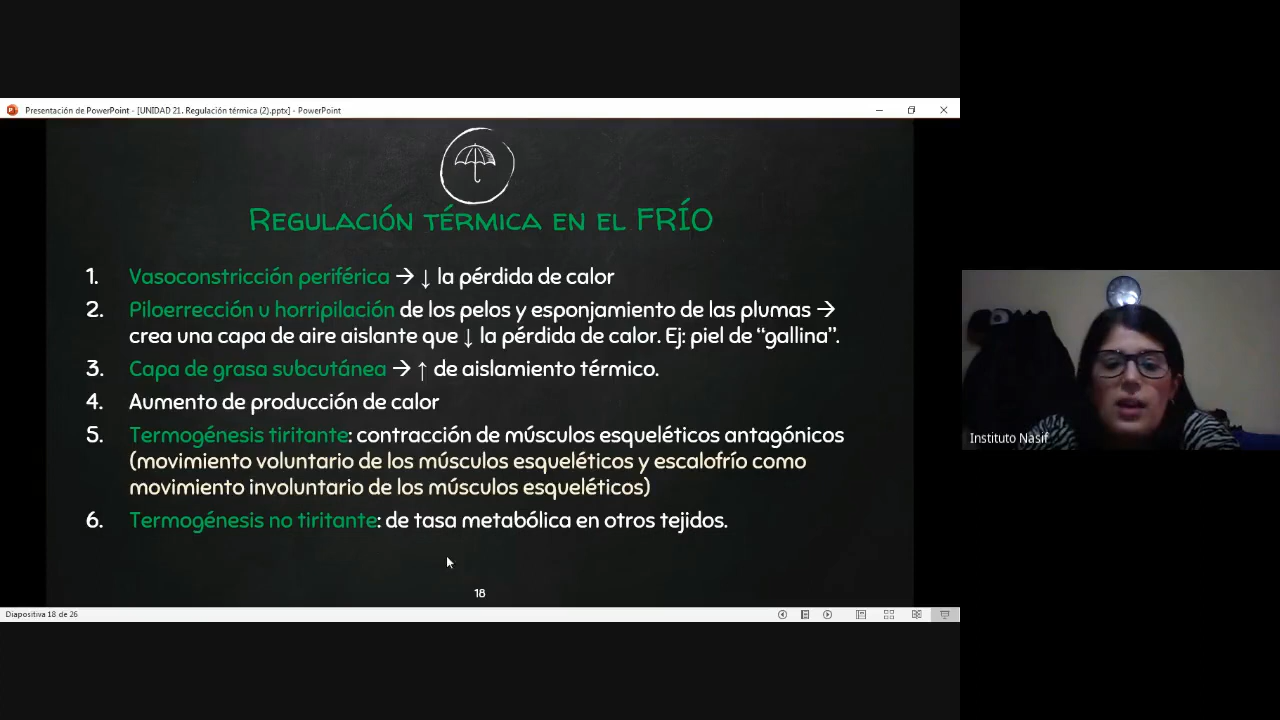 Presentación de PowerPoint - [UNIDAD 21. Regulación térmica (2).pptx] - PowerPoint
REGULACIÓN TÉRMICA EN EL FRÍO
1. Vasoconstricción periférica → ↓ la pérdida de calor
2. Piloerrección u horripilación de los pelos y esponjamiento de las plumas →
crea una capa de aire aislante que ↓ la pérdida de calor. Ej: piel de “gallina”.
3. Capa de grasa subcutánea → ↑ de aislamiento térmico.
4. Aumento de producción de calor
5. Termogénesis tiritante: contracción de músculos esqueléticos antagónicos
(movimiento voluntario de los músculos esqueléticos y escalofrío como
movimiento involuntario de los músculos esqueléticos)
6. Termogénesis no tiritante: de tasa metabólica en otros tejidos.
18
Diapositiva 18 de 26
Instituto Nasif